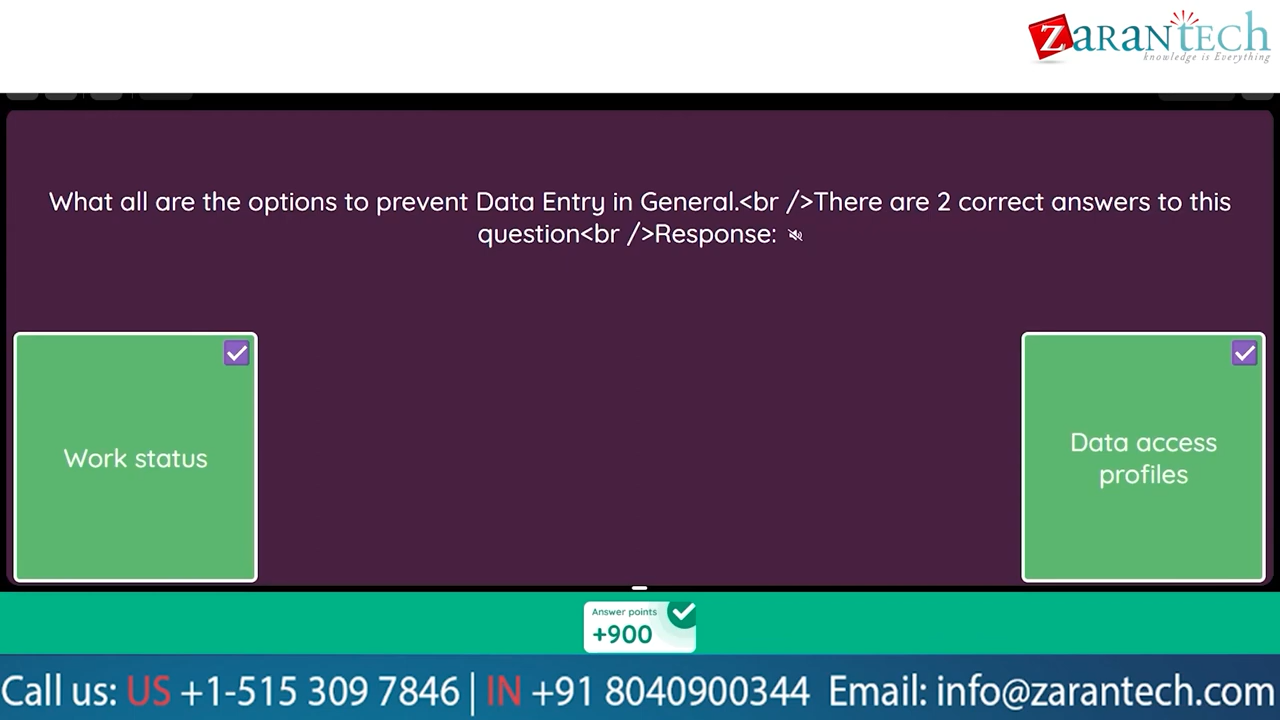 ZARANTECH
knowledge is Everything
What all are the options to prevent Data Entry in General.<br />There are 2 correct answers to this
question<br />Response:
Work status
Data access
profiles
Answer points
+900
Call us: US +1-515 309 7846 | IN +91 8040900344 Email: info@zarantech.com